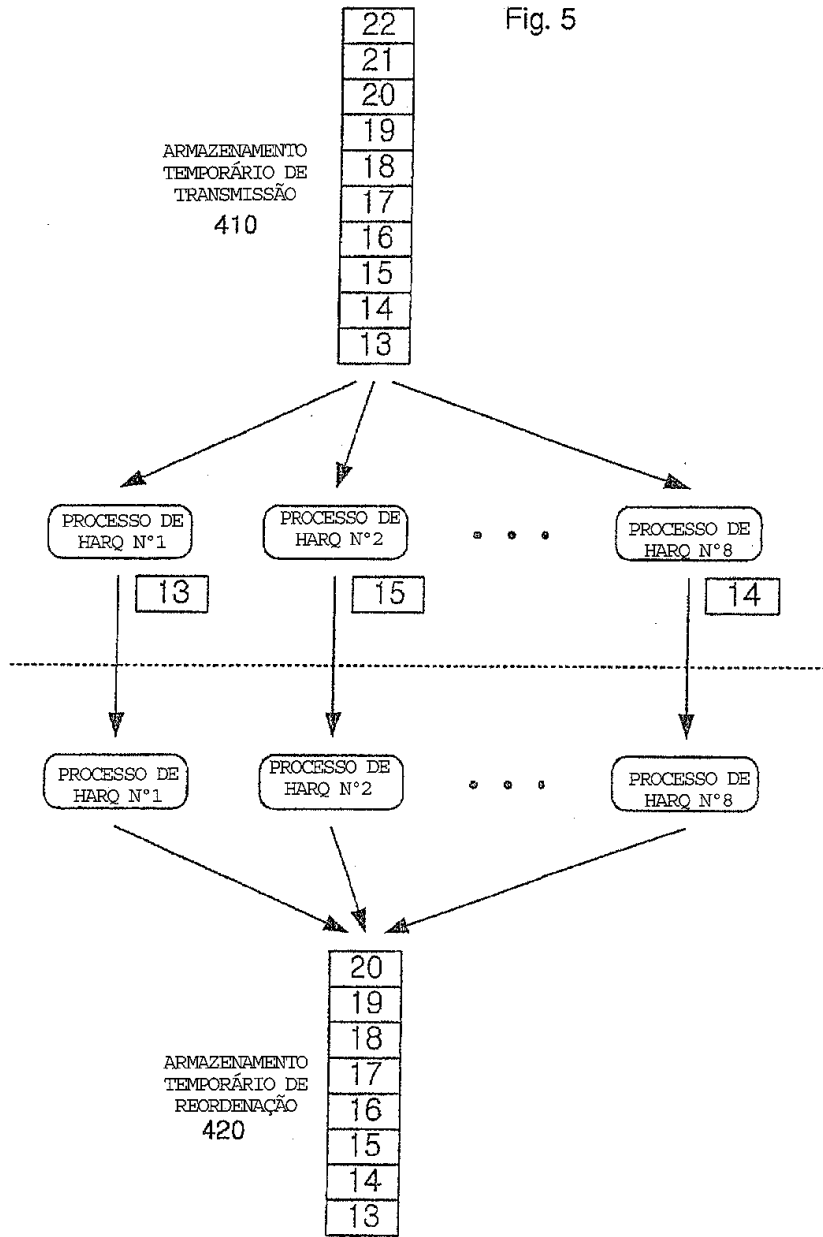 Fig. 5
22
21
20
19
18
17
16
15
14
13
ARMAZENAMENTO
TEMPORÁRIO DE
TRANSMISSÃO
410
PROCESSO DE
HARQ N°1
PROCESSO DE
HARQ N°2
PROCESSO DE
HARQ N°8
13
15
14
PROCESSO DE
HARQ N°1
PROCESSO DE
HARQ N°2
PROCESSO DE
HARQ N°8
ARMAZENAMENTO
TEMPORÁRIO DE
REORDENAÇÃO
420
20
19
18
17
16
15
14
13